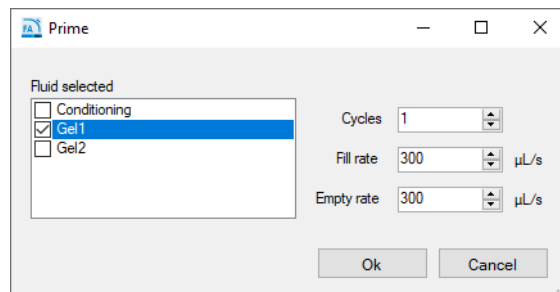 FA Prime
Fluid selected
Conditioning
Gel1
Gel2
Cycles 1
Fill rate 300 µL/s
Empty rate 300 µL/s
Ok Cancel